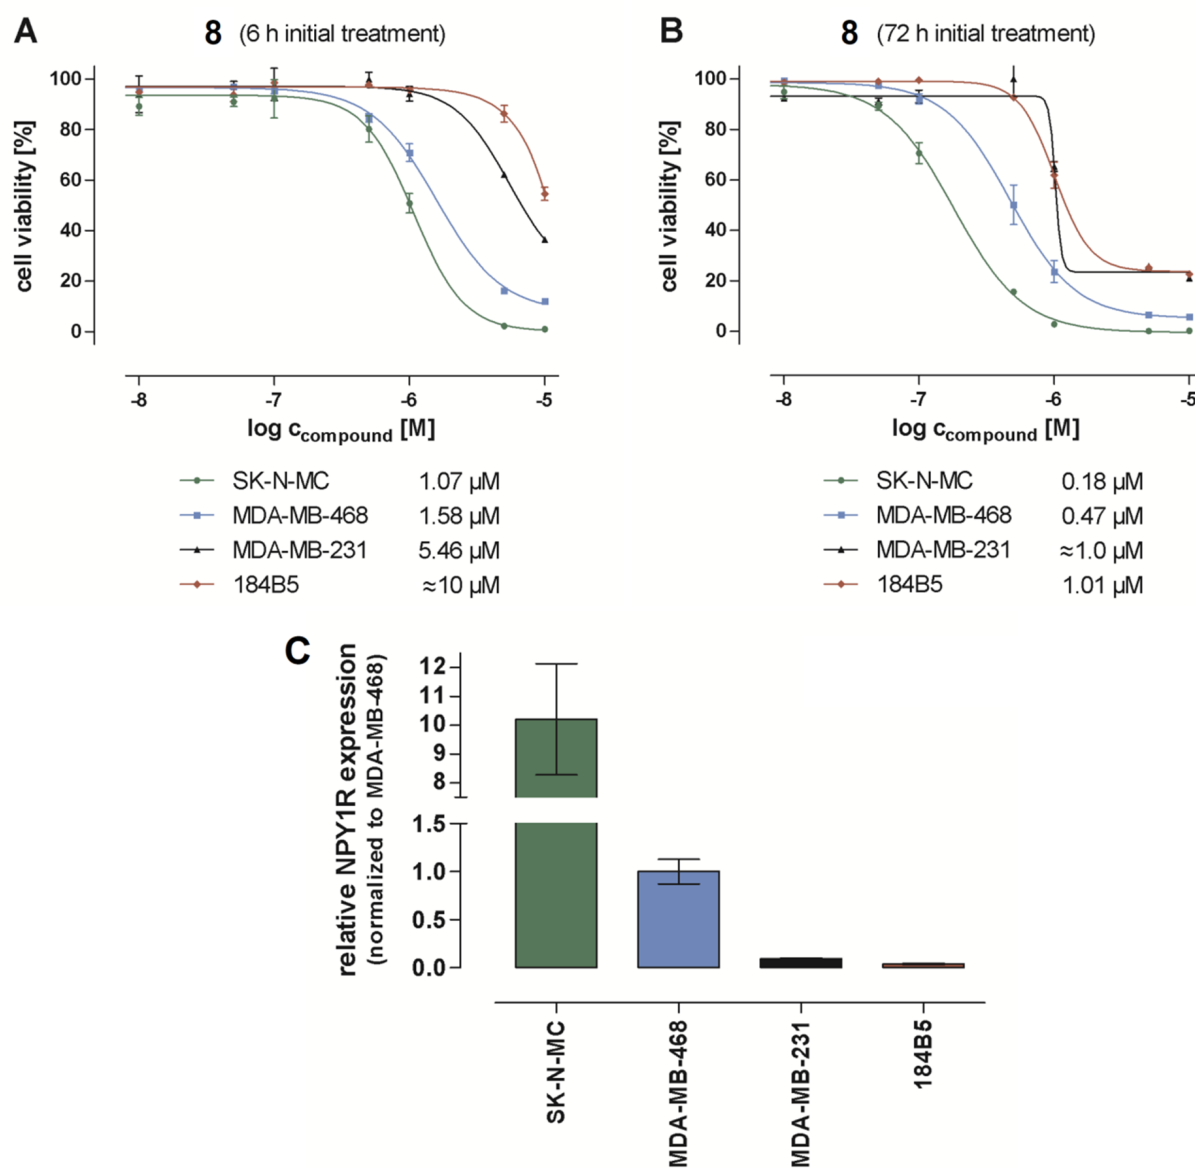 A
8 (6 h initial treatment)
cell viability [%]
100
80
60
40
20
0
-8
-7
-6
-5
log c_compound [M]
SK-N-MC 1.07 µM
MDA-MB-468 1.58 µM
MDA-MB-231 5.46 µM
184B5 ≈10 µM
B
8 (72 h initial treatment)
cell viability [%]
100
80
60
40
20
0
-8
-7
-6
-5
log c_compound [M]
SK-N-MC 0.18 µM
MDA-MB-468 0.47 µM
MDA-MB-231 ≈1.0 µM
184B5 1.01 µM
C
relative NPY1R expression
(normalized to MDA-MB-468)
12
11
10
9
8
1.5
1.0
0.5
0.0
SK-N-MC
MDA-MB-468
MDA-MB-231
184B5